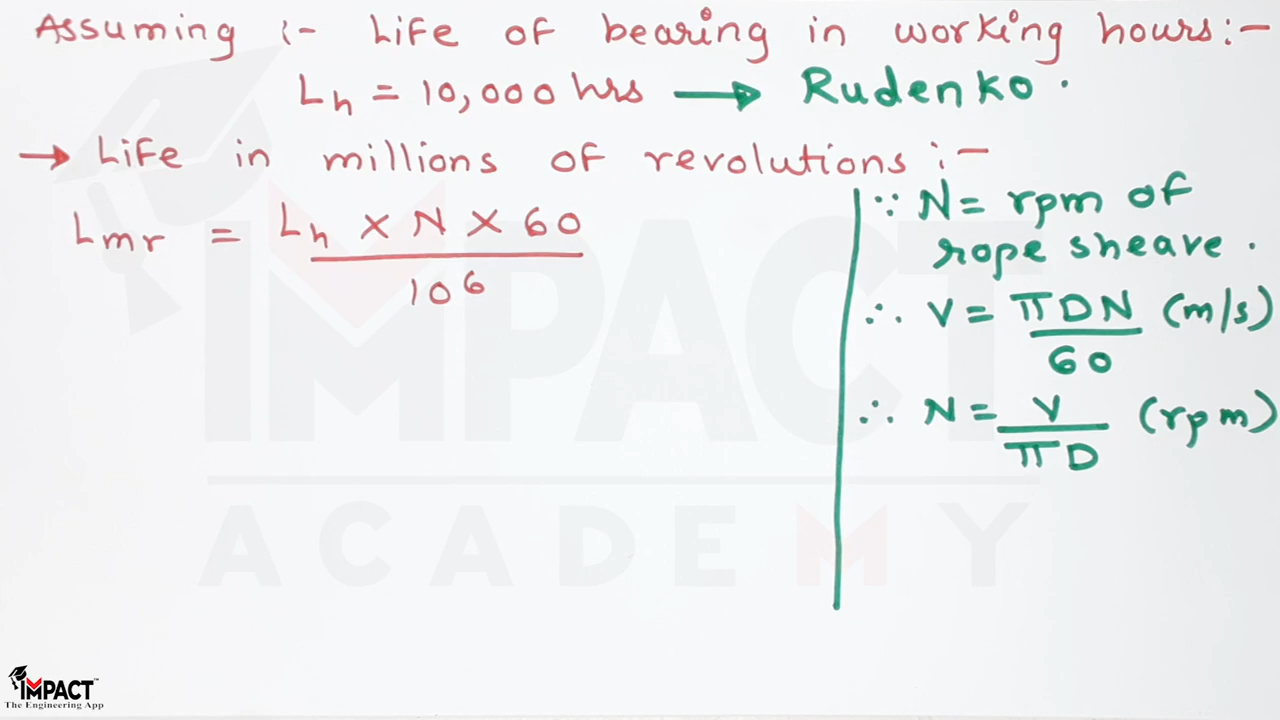 Assuming :- Life of bearing in working hours:-
Lh = 10,000 hrs → Rudenko.
→ Life in millions of revolutions :-
Lmr = Lh × N × 60 / 10⁶
∵ N = rpm of
rope sheave.
∴ V = πDN / 60 (m/s)
∴ N = V / πD (rpm)
IMPACT
ACADEMY
IMPACT™
The Engineering App